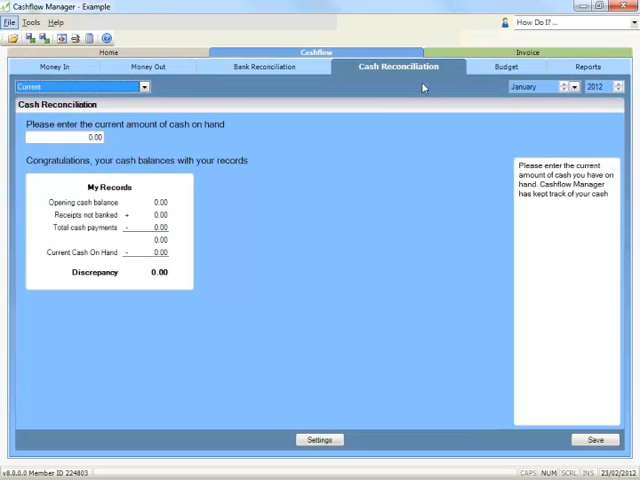 Cashflow Manager - Example
File Tools Help
How Do I? ...
Home Cashflow Invoice
Money In Money Out Bank Reconciliation Cash Reconciliation Budget Reports
Current January 2012
Cash Reconciliation
Please enter the current amount of cash on hand
0.00
Congratulations, your cash balances with your records
My Records
Opening cash balance 0.00
Receipts not banked + 0.00
Total cash payments - 0.00
0.00
Current Cash On Hand - 0.00
Discrepancy 0.00
Please enter the current
amount of cash you have on
hand. Cashflow Manager
has kept track of your cash
Settings Save
v8.0.0.0 Member ID 224803 CAPS NUM SCRL INS 23/02/2012